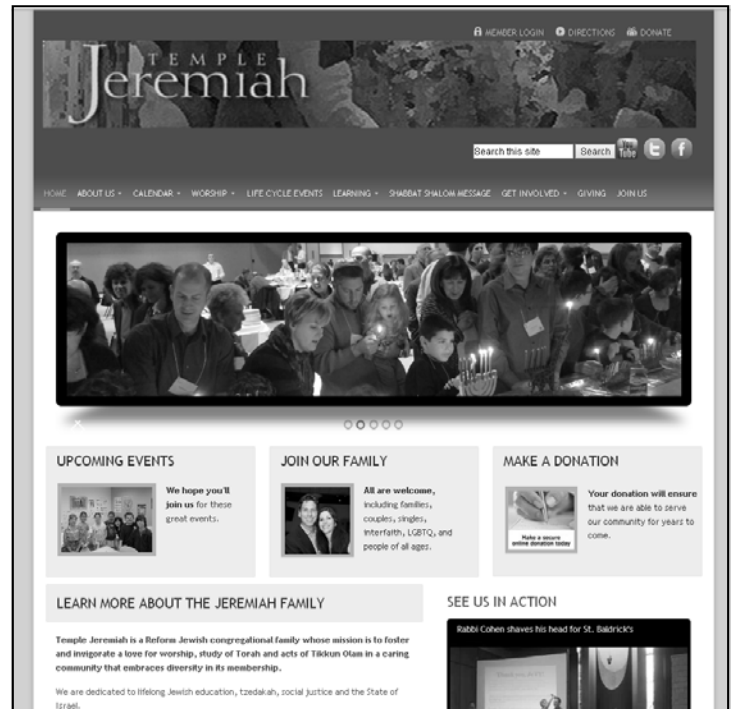 MEMBER LOGIN DIRECTIONS DONATE
TEMPLE
Jeremiah
Search this site Search You Tube t f
HOME ABOUT US CALENDAR WORSHIP LIFE CYCLE EVENTS LEARNING SHABBAT SHALOM MESSAGE GET INVOLVED GIVING JOIN US
UPCOMING EVENTS
We hope you'll
join us for these
great events.
JOIN OUR FAMILY
All are welcome,
including families,
couples, singles,
interfaith, LGBTQ, and
people of all ages.
MAKE A DONATION
Make a secure
online donation today
Your donation will ensure
that we are able to serve
our community for years to
come.
LEARN MORE ABOUT THE JEREMIAH FAMILY
Temple Jeremiah is a Reform Jewish congregational family whose mission is to foster
and invigorate a love for worship, study of Torah and acts of Tikkun Olam in a caring
community that embraces diversity in its membership.
We are dedicated to lifelong Jewish education, tzedakah, social justice and the State of
Israel.
SEE US IN ACTION
Rabbi Cohen shaves his head for St. Baldrick's